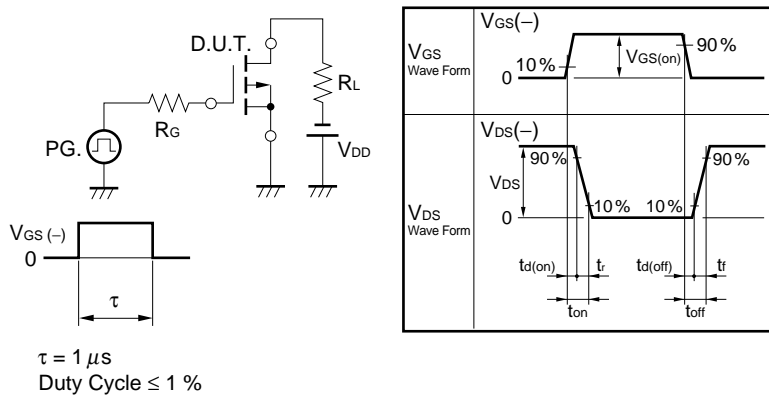 D.U.T.
RL
RG
PG.
VDD
VGS (−)
0
τ
τ = 1 μs
Duty Cycle ≤ 1 %
VGS
Wave Form
VGS(−)
10 %
VGS(on)
90 %
0
VDS
Wave Form
VDS(−)
90 %
VDS
10 %
10 %
90 %
0
td(on)
tr
td(off)
tf
ton
toff